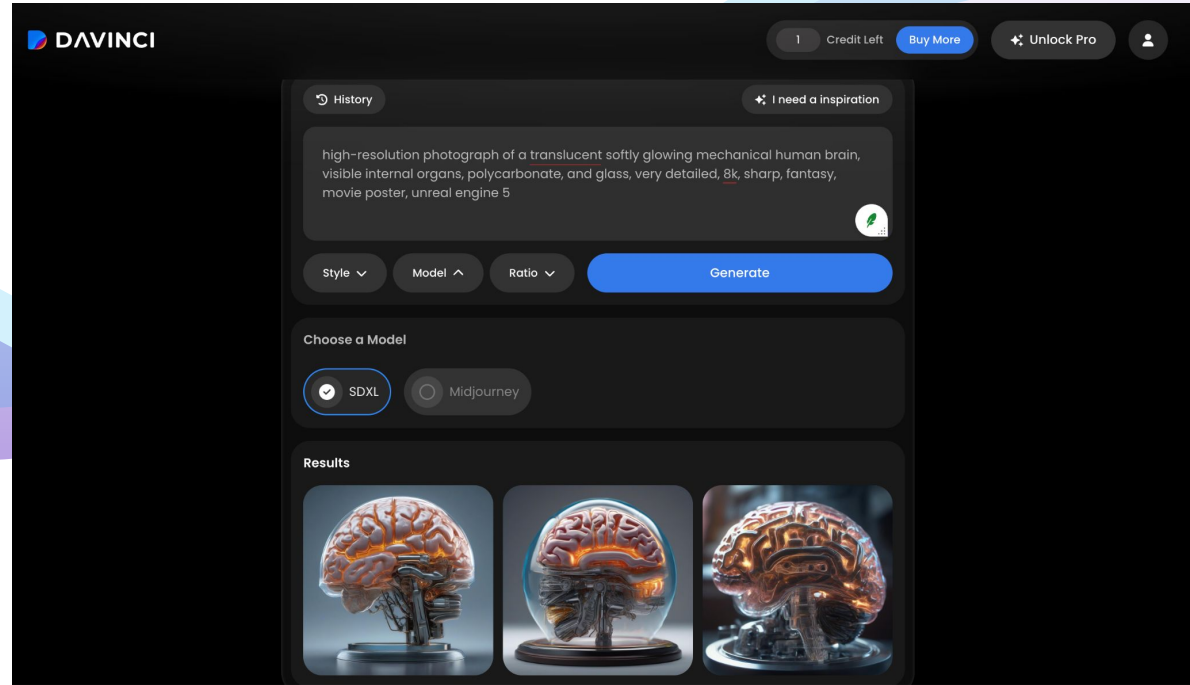 DAVINCI
1 Credit Left Buy More Unlock Pro
History I need a inspiration
high-resolution photograph of a translucent softly glowing mechanical human brain,
visible internal organs, polycarbonate, and glass, very detailed, 8k, sharp, fantasy,
movie poster, unreal engine 5
Style Model Ratio Generate
Choose a Model
SDXL Midjourney
Results